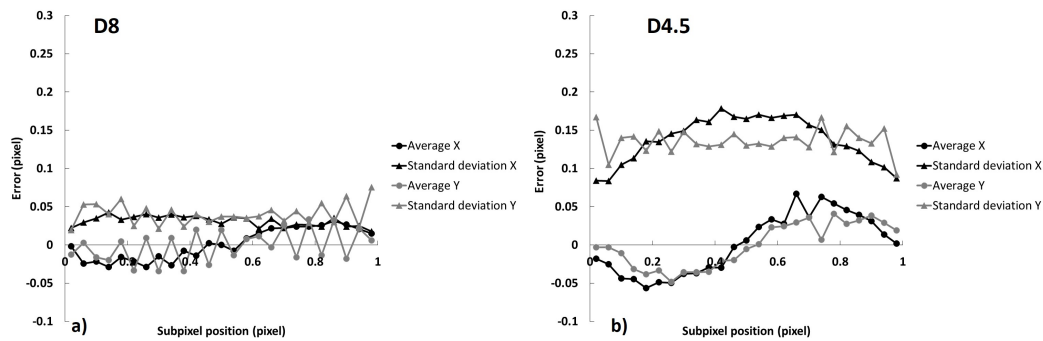 D8
0.3
0.25
0.2
0.15
0.1
0.05
0
-0.05
-0.1
Error (pixel)
0 0.2 0.4 0.6 0.8 1
Subpixel position (pixel)
Average X
Standard deviation X
Average Y
Standard deviation Y
a)
D4.5
0.3
0.25
0.2
0.15
0.1
0.05
0
-0.05
-0.1
Error (pixel)
0 0.2 0.4 0.6 0.8 1
Subpixel position (pixel)
Average X
Standard deviation X
Average Y
Standard deviation Y
b)